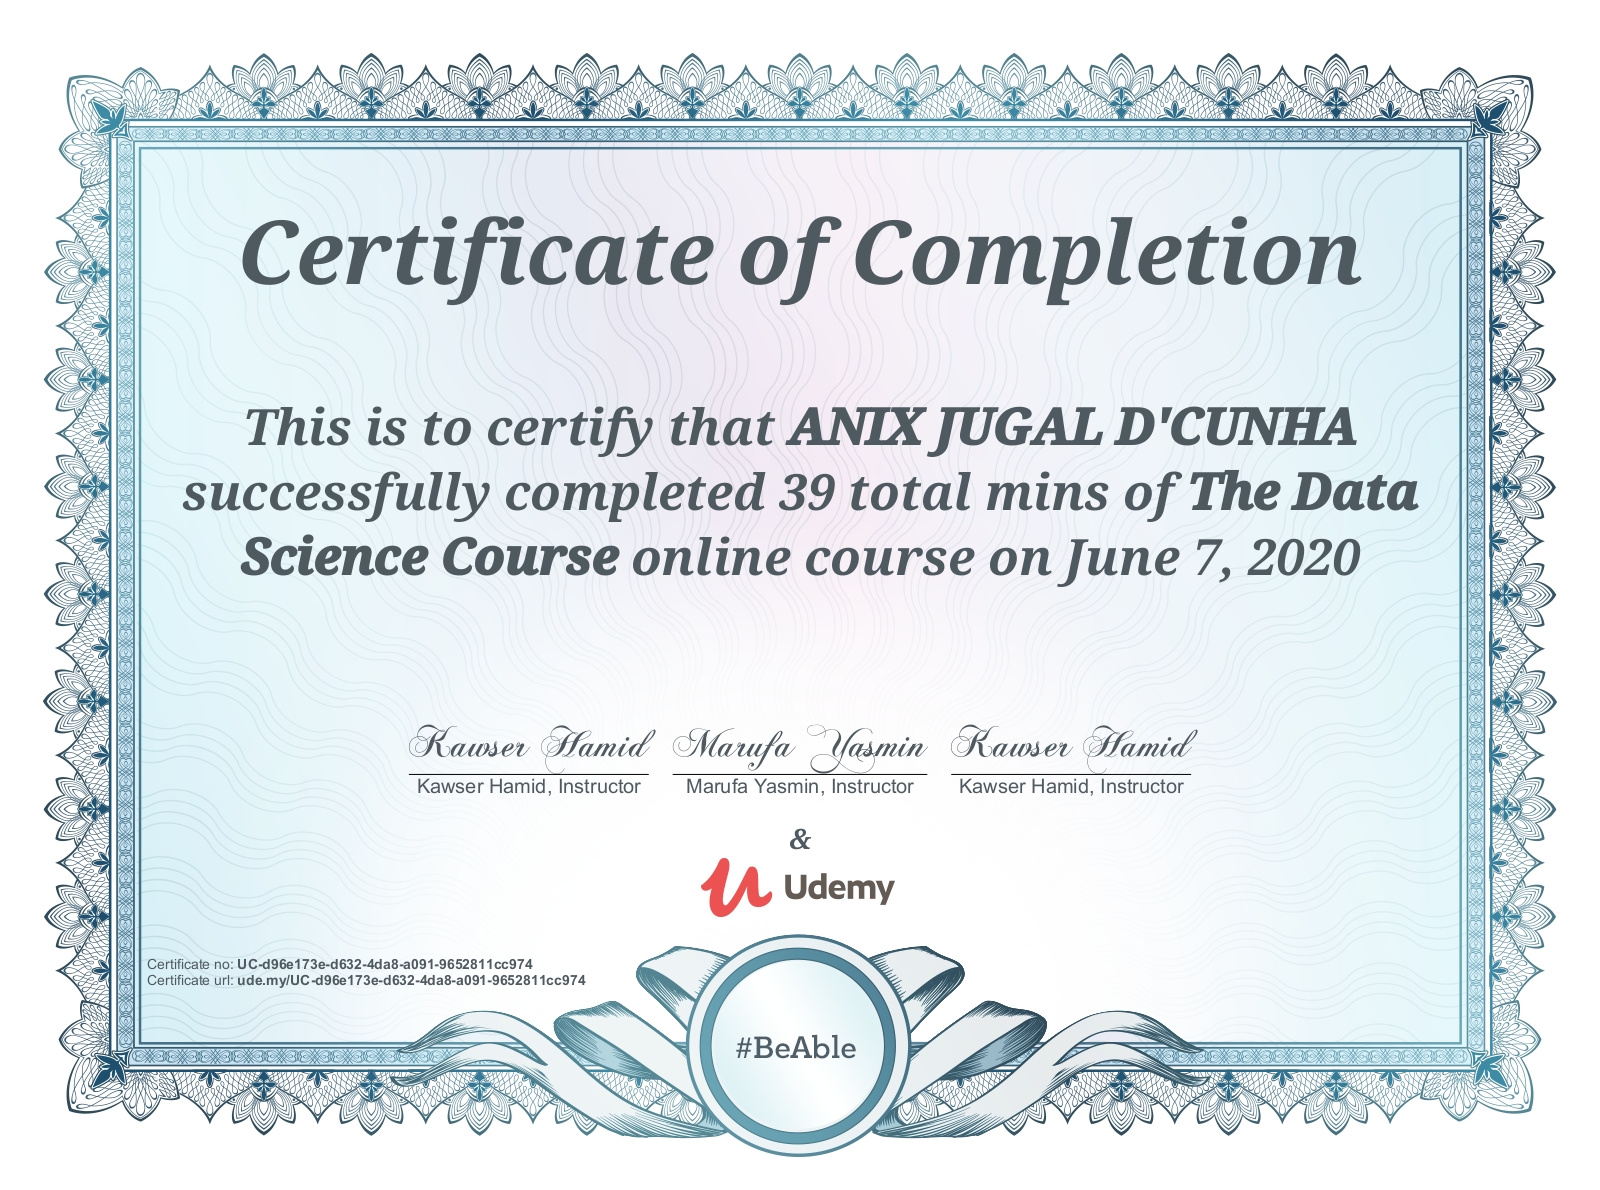 Certificate of Completion
This is to certify that ANIX JUGAL D'CUNHA
successfully completed 39 total mins of The Data
Science Course online course on June 7, 2020
Kawser Hamid Marufa Yasmin Kawser Hamid
Kawser Hamid, Instructor Marufa Yasmin, Instructor Kawser Hamid, Instructor
&
Udemy
Certificate no: UC-d96e173e-d632-4da8-a091-9652811cc974
Certificate url: ude.my/UC-d96e173e-d632-4da8-a091-9652811cc974
#BeAble